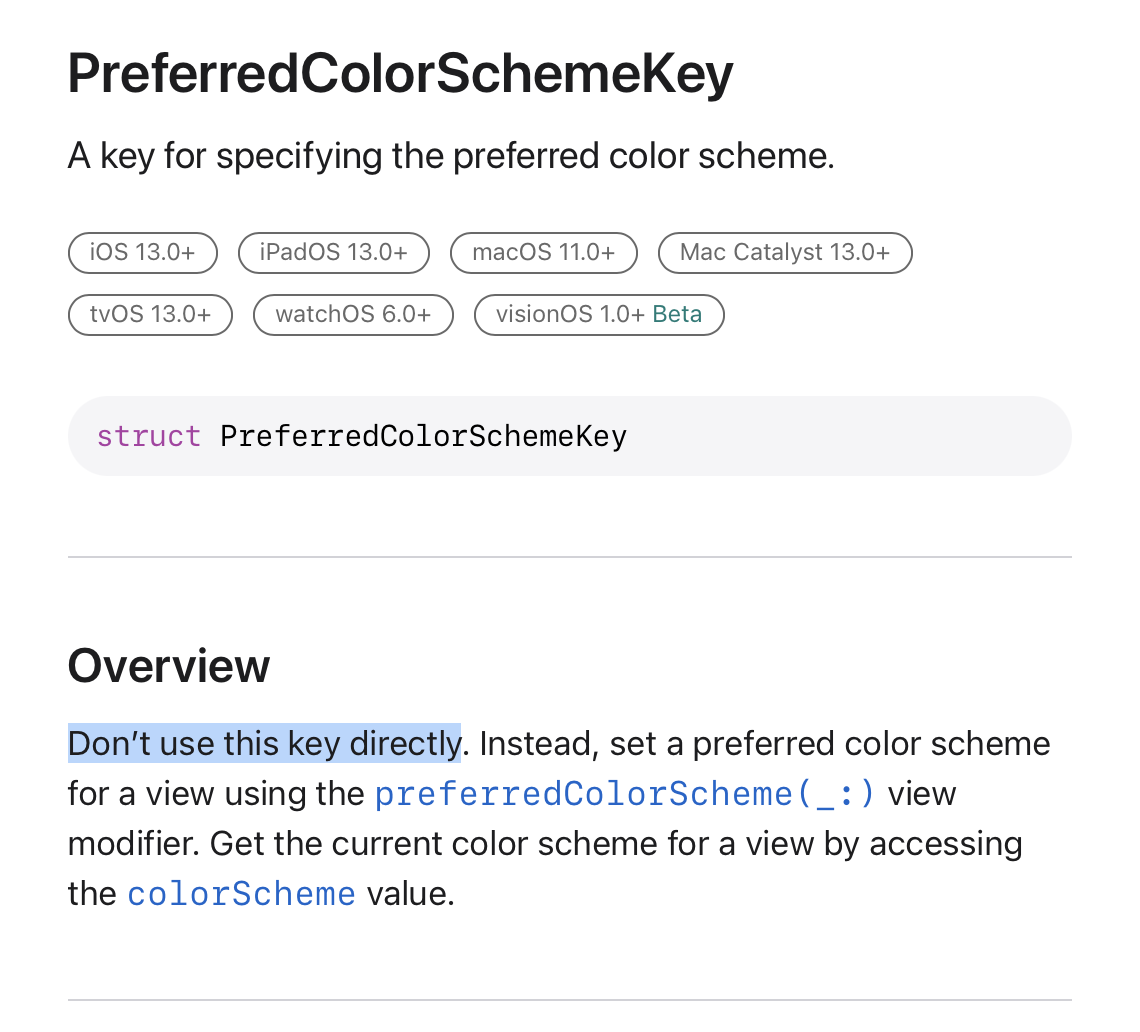 PreferredColorSchemeKey
A key for specifying the preferred color scheme.
iOS 13.0+ iPadOS 13.0+ macOS 11.0+ Mac Catalyst 13.0+
tvOS 13.0+ watchOS 6.0+ visionOS 1.0+ Beta
struct PreferredColorSchemeKey
Overview
Don’t use this key directly. Instead, set a preferred color scheme
for a view using the preferredColorScheme(_:) view
modifier. Get the current color scheme for a view by accessing
the colorScheme value.